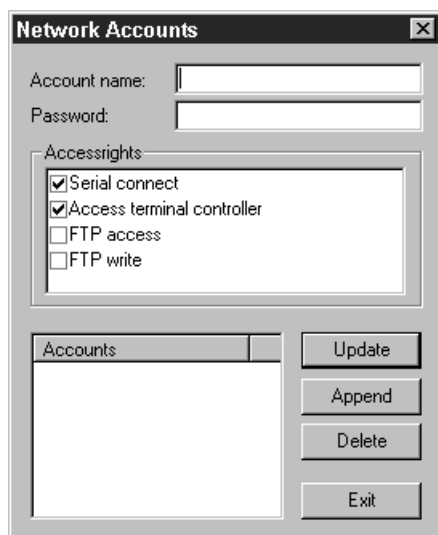 Network Accounts
Account name:
Password:
Accessrights
Serial connect
Access terminal controller
FTP access
FTP write
Accounts
Update
Append
Delete
Exit